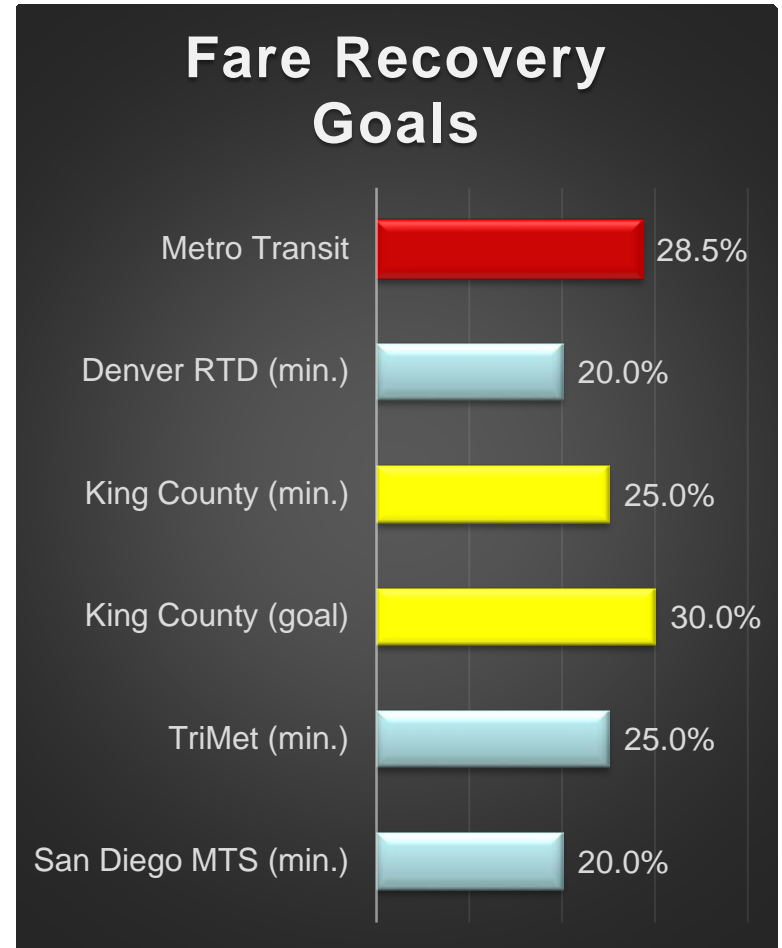 Fare Recovery
Goals
Metro Transit 28.5%
Denver RTD (min.) 20.0%
King County (min.) 25.0%
King County (goal) 30.0%
TriMet (min.) 25.0%
San Diego MTS (min.) 20.0%